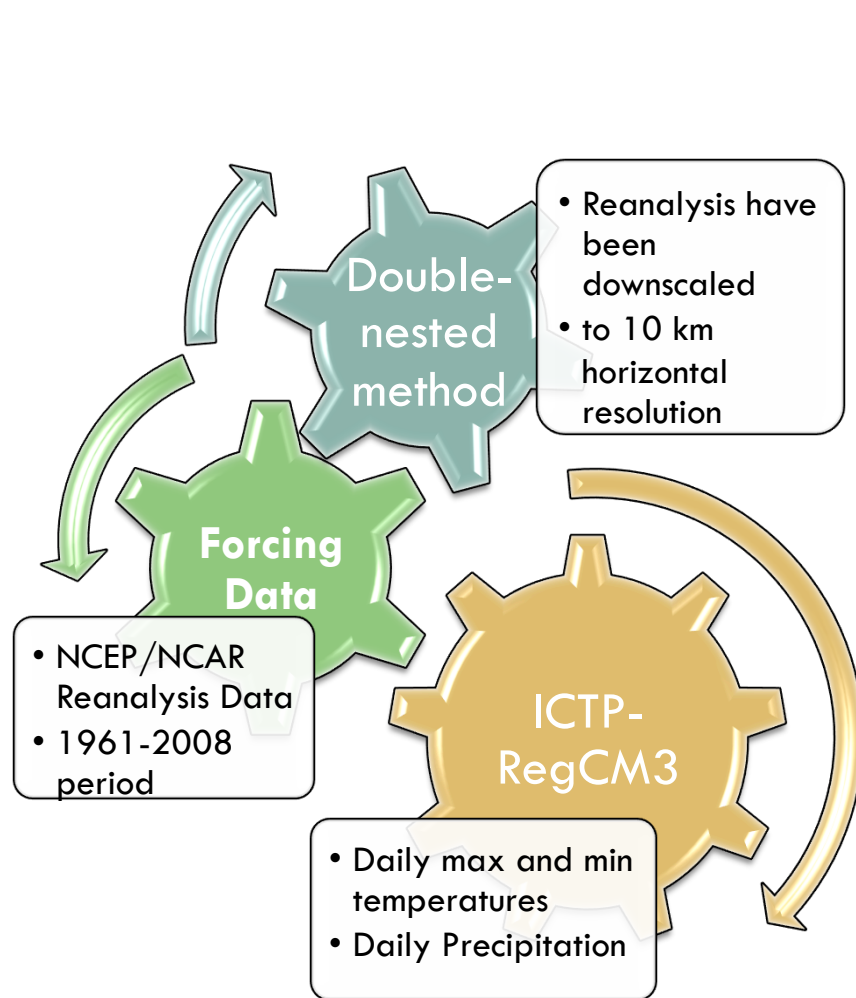 Double-
nested
method
• Reanalysis have
been
downscaled
• to 10 km
horizontal
resolution
Forcing
Data
• NCEP/NCAR
Reanalysis Data
• 1961-2008
period
ICTP-
RegCM3
• Daily max and min
temperatures
• Daily Precipitation